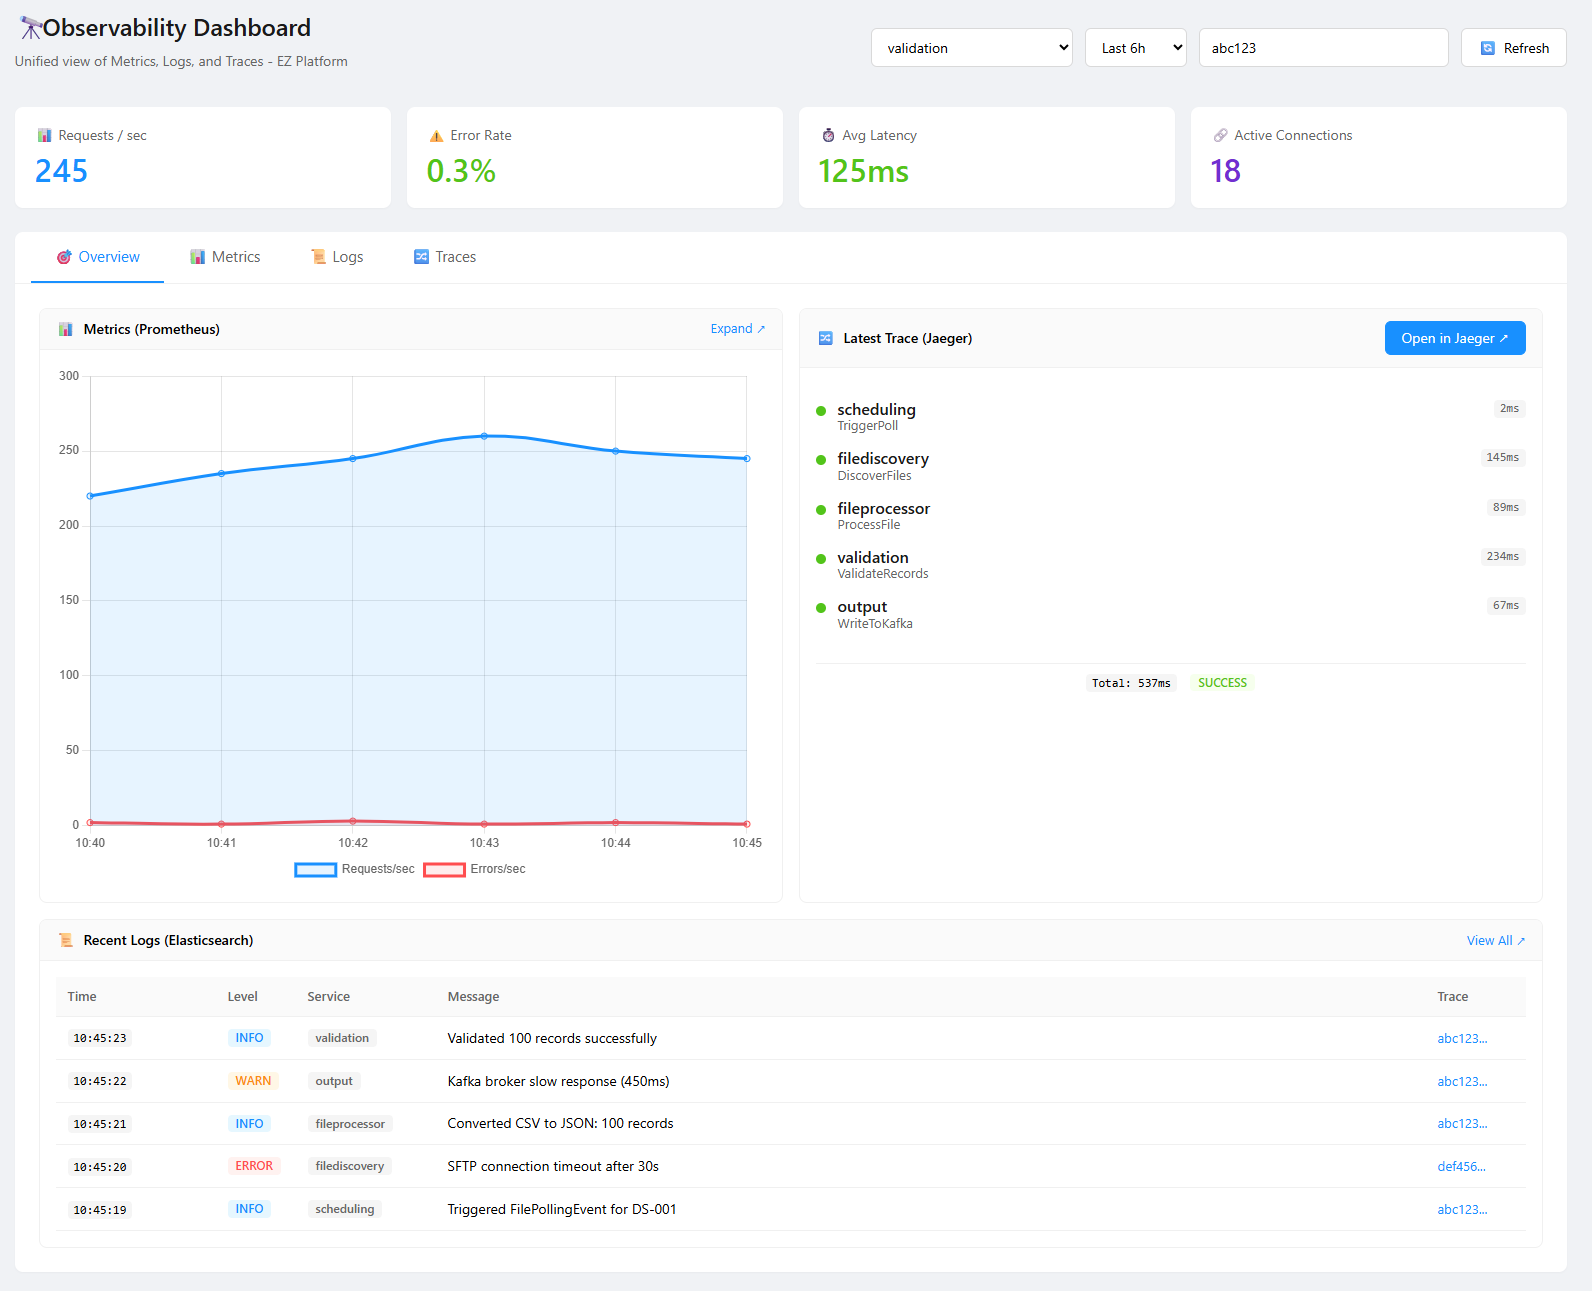 Observability Dashboard
Unified view of Metrics, Logs, and Traces - EZ Platform
validation
Last 6h
abc123
Refresh
Requests / sec
245
Error Rate
0.3%
Avg Latency
125ms
Active Connections
18
Overview
Metrics
Logs
Traces
Metrics (Prometheus)
Expand ↗
300
250
200
150
100
50
0
10:40
10:41
10:42
10:43
10:44
10:45
Requests/sec
Errors/sec
Latest Trace (Jaeger)
Open in Jaeger ↗
scheduling
2ms
TriggerPoll
filediscovery
145ms
DiscoverFiles
fileprocessor
89ms
ProcessFile
validation
234ms
ValidateRecords
output
67ms
WriteToKafka
Total: 537ms
SUCCESS
Recent Logs (Elasticsearch)
View All ↗
Time Level Service Message Trace
10:45:23 INFO validation Validated 100 records successfully abc123...
10:45:22 WARN output Kafka broker slow response (450ms) abc123...
10:45:21 INFO fileprocessor Converted CSV to JSON: 100 records abc123...
10:45:20 ERROR filediscovery SFTP connection timeout after 30s def456...
10:45:19 INFO scheduling Triggered FilePollingEvent for DS-001 abc123...